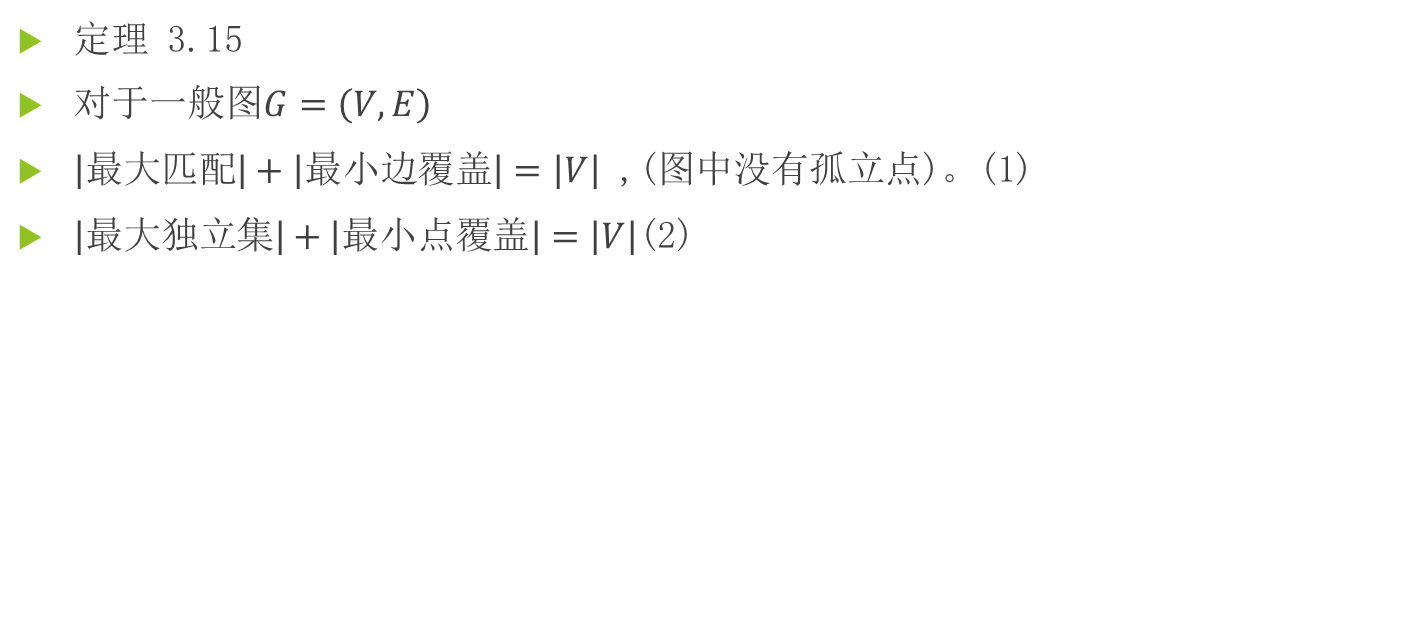 定理 3.15
对于一般图G = (V, E)
|最大匹配| + |最小边覆盖| = |V| ,(图中没有孤立点)。(1)
|最大独立集| + |最小点覆盖| = |V|(2)